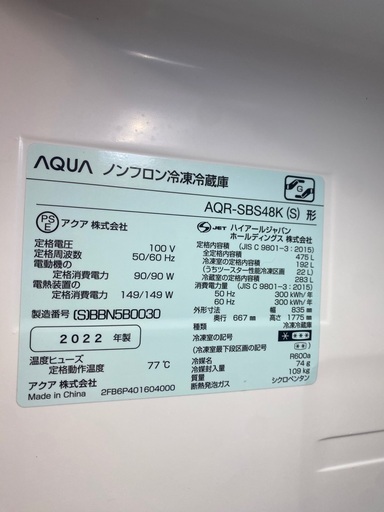 AQUA ノンフロン冷凍冷蔵庫
G
AQR-SBS48K (S) 形
PS
E
アクア 株式会社
定格電圧 100 V
定格周波数 50/60 Hz
電動機の
定格消費電力 90/90 W
電熱装置の
定格消費電力 149/149 W
製造番号 (S)BBN5B0030
2022 年製
温度ヒューズ
定格動作温度 77℃
アクア 株式会社
Made in China 2FB6P401604000
JET ハイアールジャパン
ホールディングス 株式会社
定格内容積 (JIS C 9801-3 : 2015)
全定格内容積 475 L
冷凍室の定格内容積 192 L
(うちツースター性能冷凍区画 22 L)
冷蔵室の定格内容積 283 L
消費電力量 (JIS C 9801-3 : 2015)
50 Hz 300 kWh/年
60 Hz 300 kWh/年
外形寸法 幅 835 mm
奥行 667 mm 高さ 1775 mm
種類 冷凍冷蔵庫
冷凍室の記号
(冷凍室最下段区画の記号)
冷媒名 R600a
冷媒封入量 74 g
質量 109 kg
断熱発泡ガス シクロペンタン